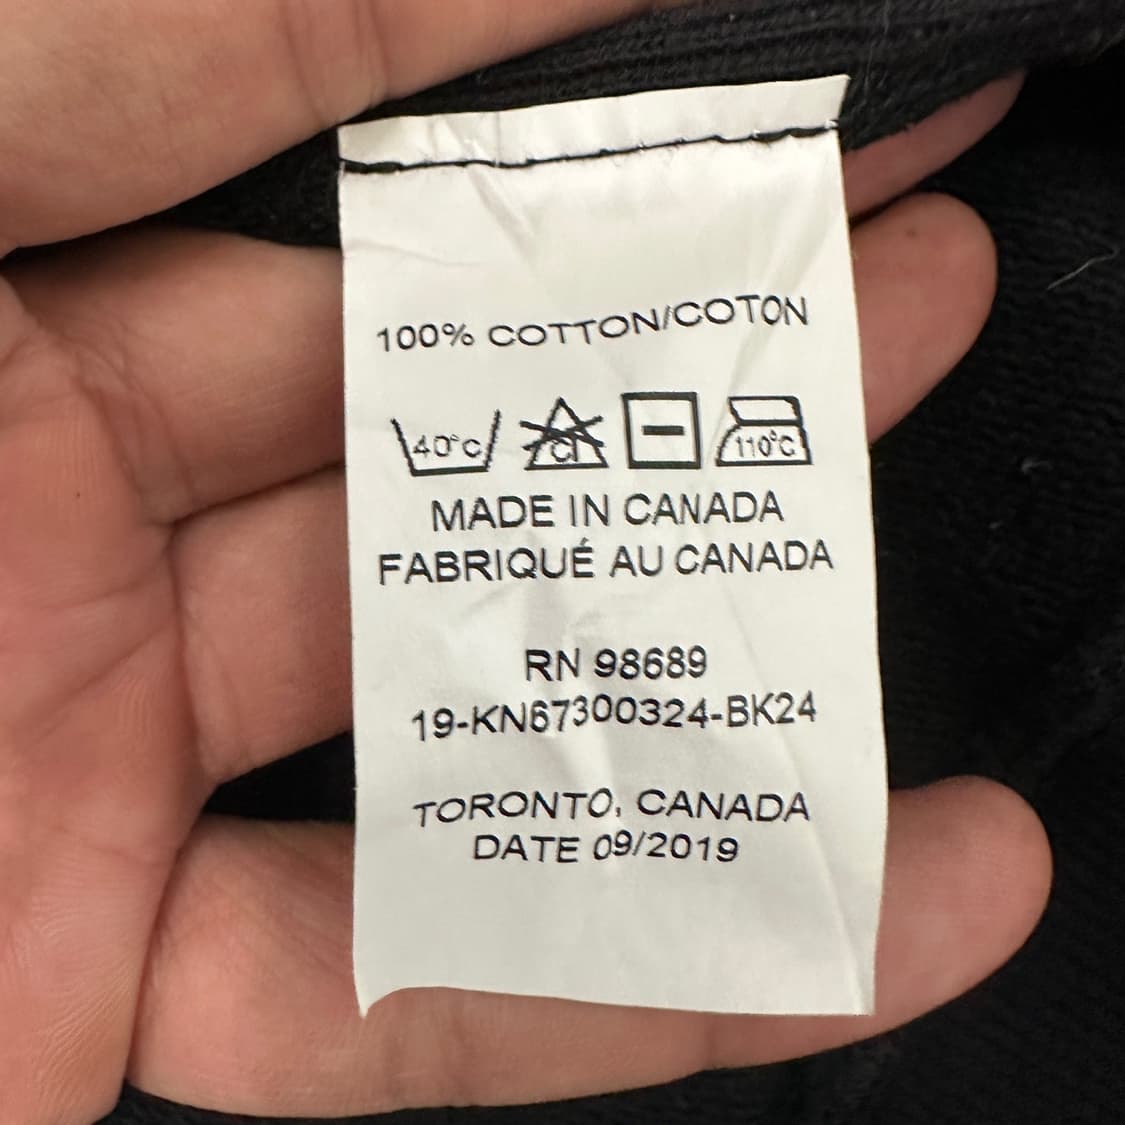 100% COTTON/COTON
40°C CL 110°C
MADE IN CANADA
FABRIQUÉ AU CANADA
RN 98689
19-KN67300324-BK24
TORONTO, CANADA
DATE 09/2019